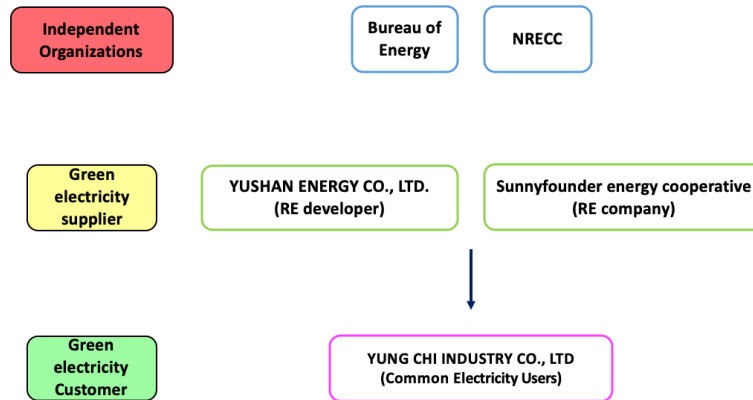 Independent
Organizations
Bureau of
Energy
NRECC
Green
electricity
supplier
YUSHAN ENERGY CO., LTD.
(RE developer)
Sunnyfounder energy cooperative
(RE company)
Green
electricity
Customer
YUNG CHI INDUSTRY CO., LTD
(Common Electricity Users)